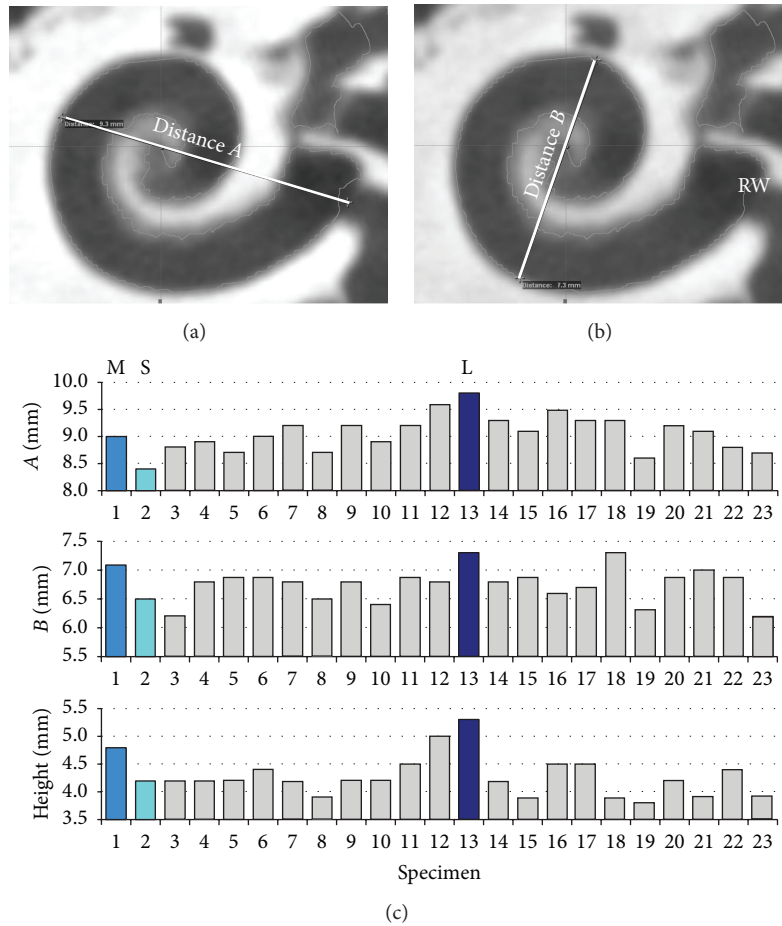 Distance: 9.3 mm
Distance A
Distance B
RW
Distance: 7.3 mm
(a)
(b)
M S L
10.0
9.5
9.0
8.5
8.0
A (mm)
1 2 3 4 5 6 7 8 9 10 11 12 13 14 15 16 17 18 19 20 21 22 23
7.5
7.0
6.5
6.0
5.5
B (mm)
1 2 3 4 5 6 7 8 9 10 11 12 13 14 15 16 17 18 19 20 21 22 23
5.5
5.0
4.5
4.0
3.5
Height (mm)
1 2 3 4 5 6 7 8 9 10 11 12 13 14 15 16 17 18 19 20 21 22 23
Specimen
(c)